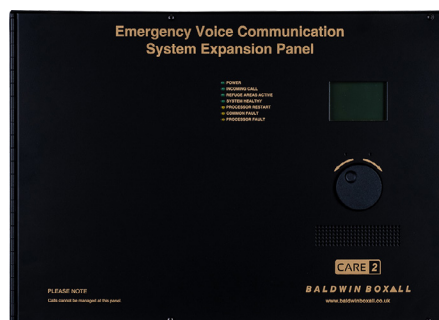 Emergency Voice Communication
System Expansion Panel
POWER
INCOMING CALL
REFUGE AREAS ACTIVE
SYSTEM HEALTHY
PROCESSOR RESTART
COMMON FAULT
PROCESSOR FAULT
CARE 2
PLEASE NOTE
Calls cannot be managed at this panel
BALDWIN BOXALL
www.baldwinboxall.co.uk